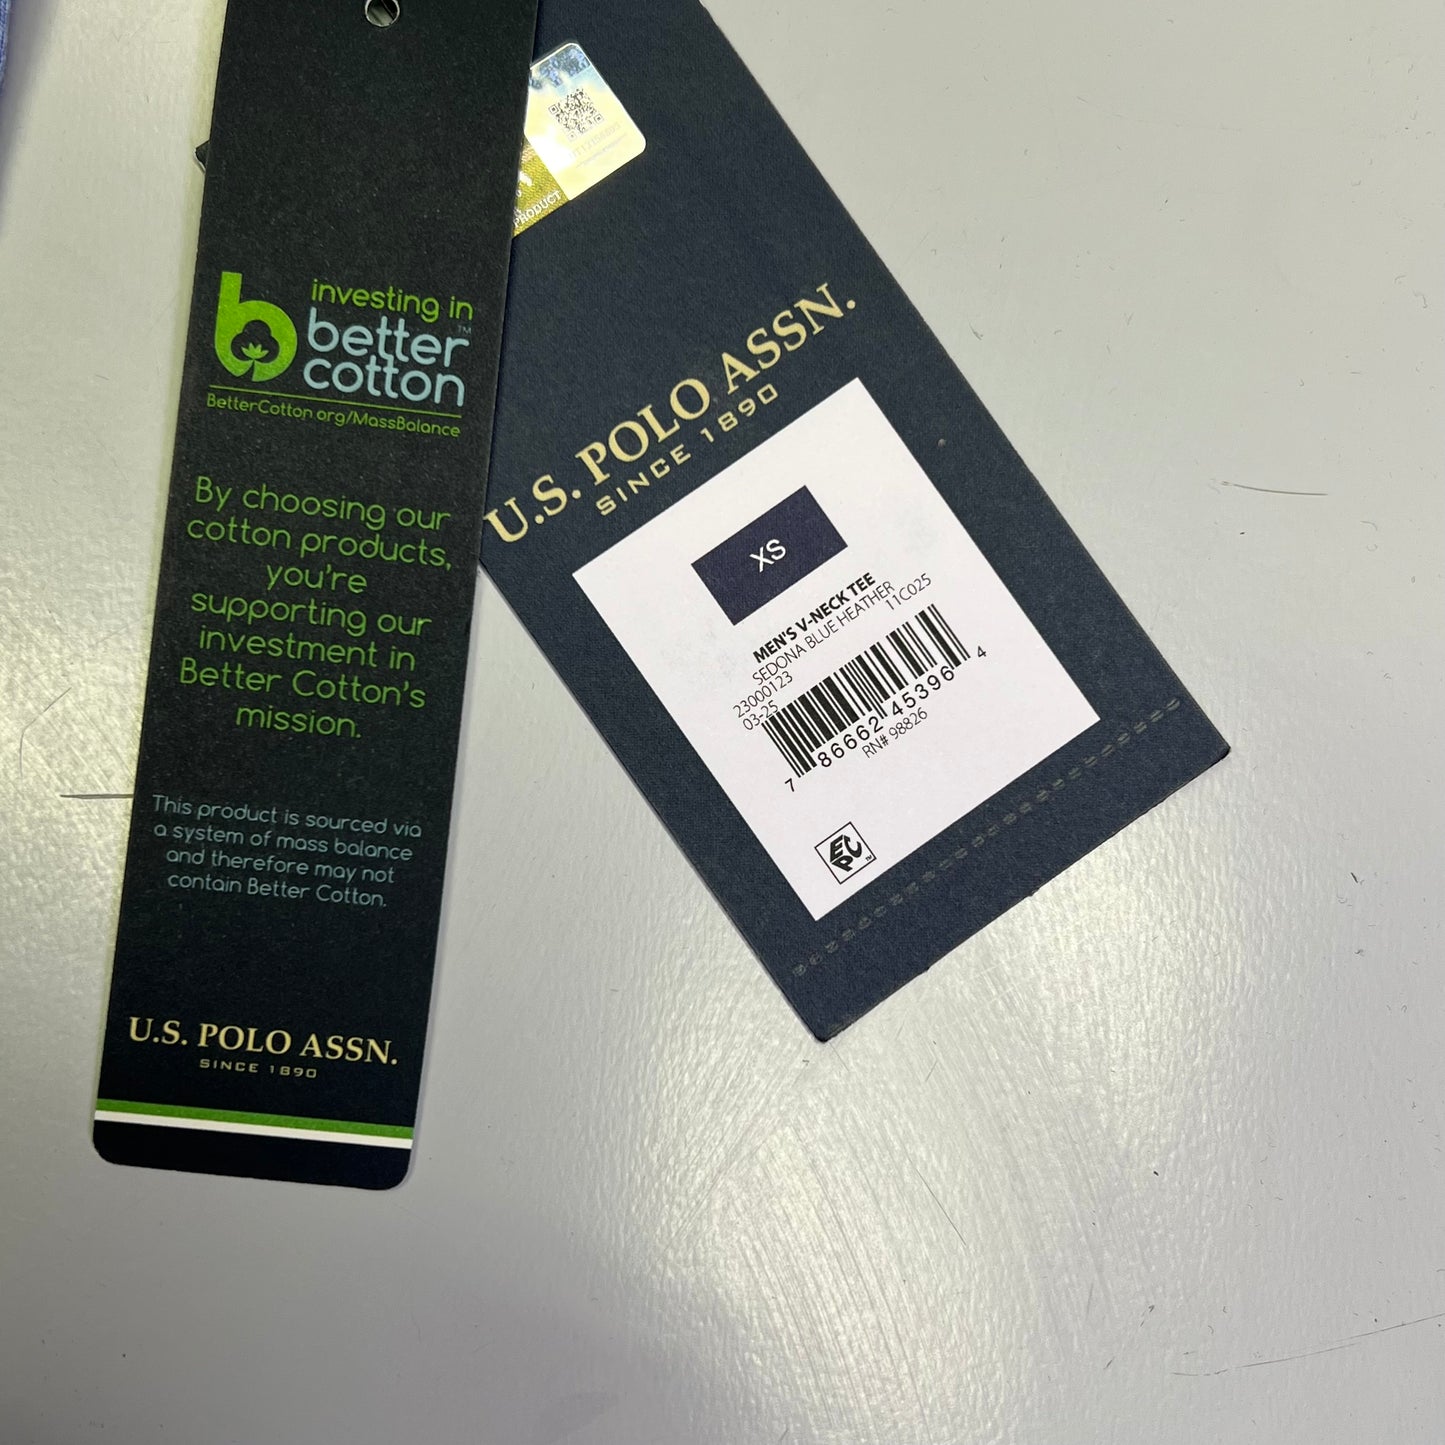 investing in
better™
cotton
BetterCotton.org/MassBalance
By choosing our
cotton products,
you're
supporting our
investment in
Better Cotton's
mission.
This product is sourced via
a system of mass balance
and therefore may not
contain Better Cotton.
U.S. POLO ASSN.
SINCE 1890
PRODUCT
U.S. POLO ASSN.
SINCE 1890
XS
MEN'S V-NECK TEE
SEDONA BLUE HEATHER
23000123 11C025
03-25
7 86662 45396 4
RN# 98826
EPC™